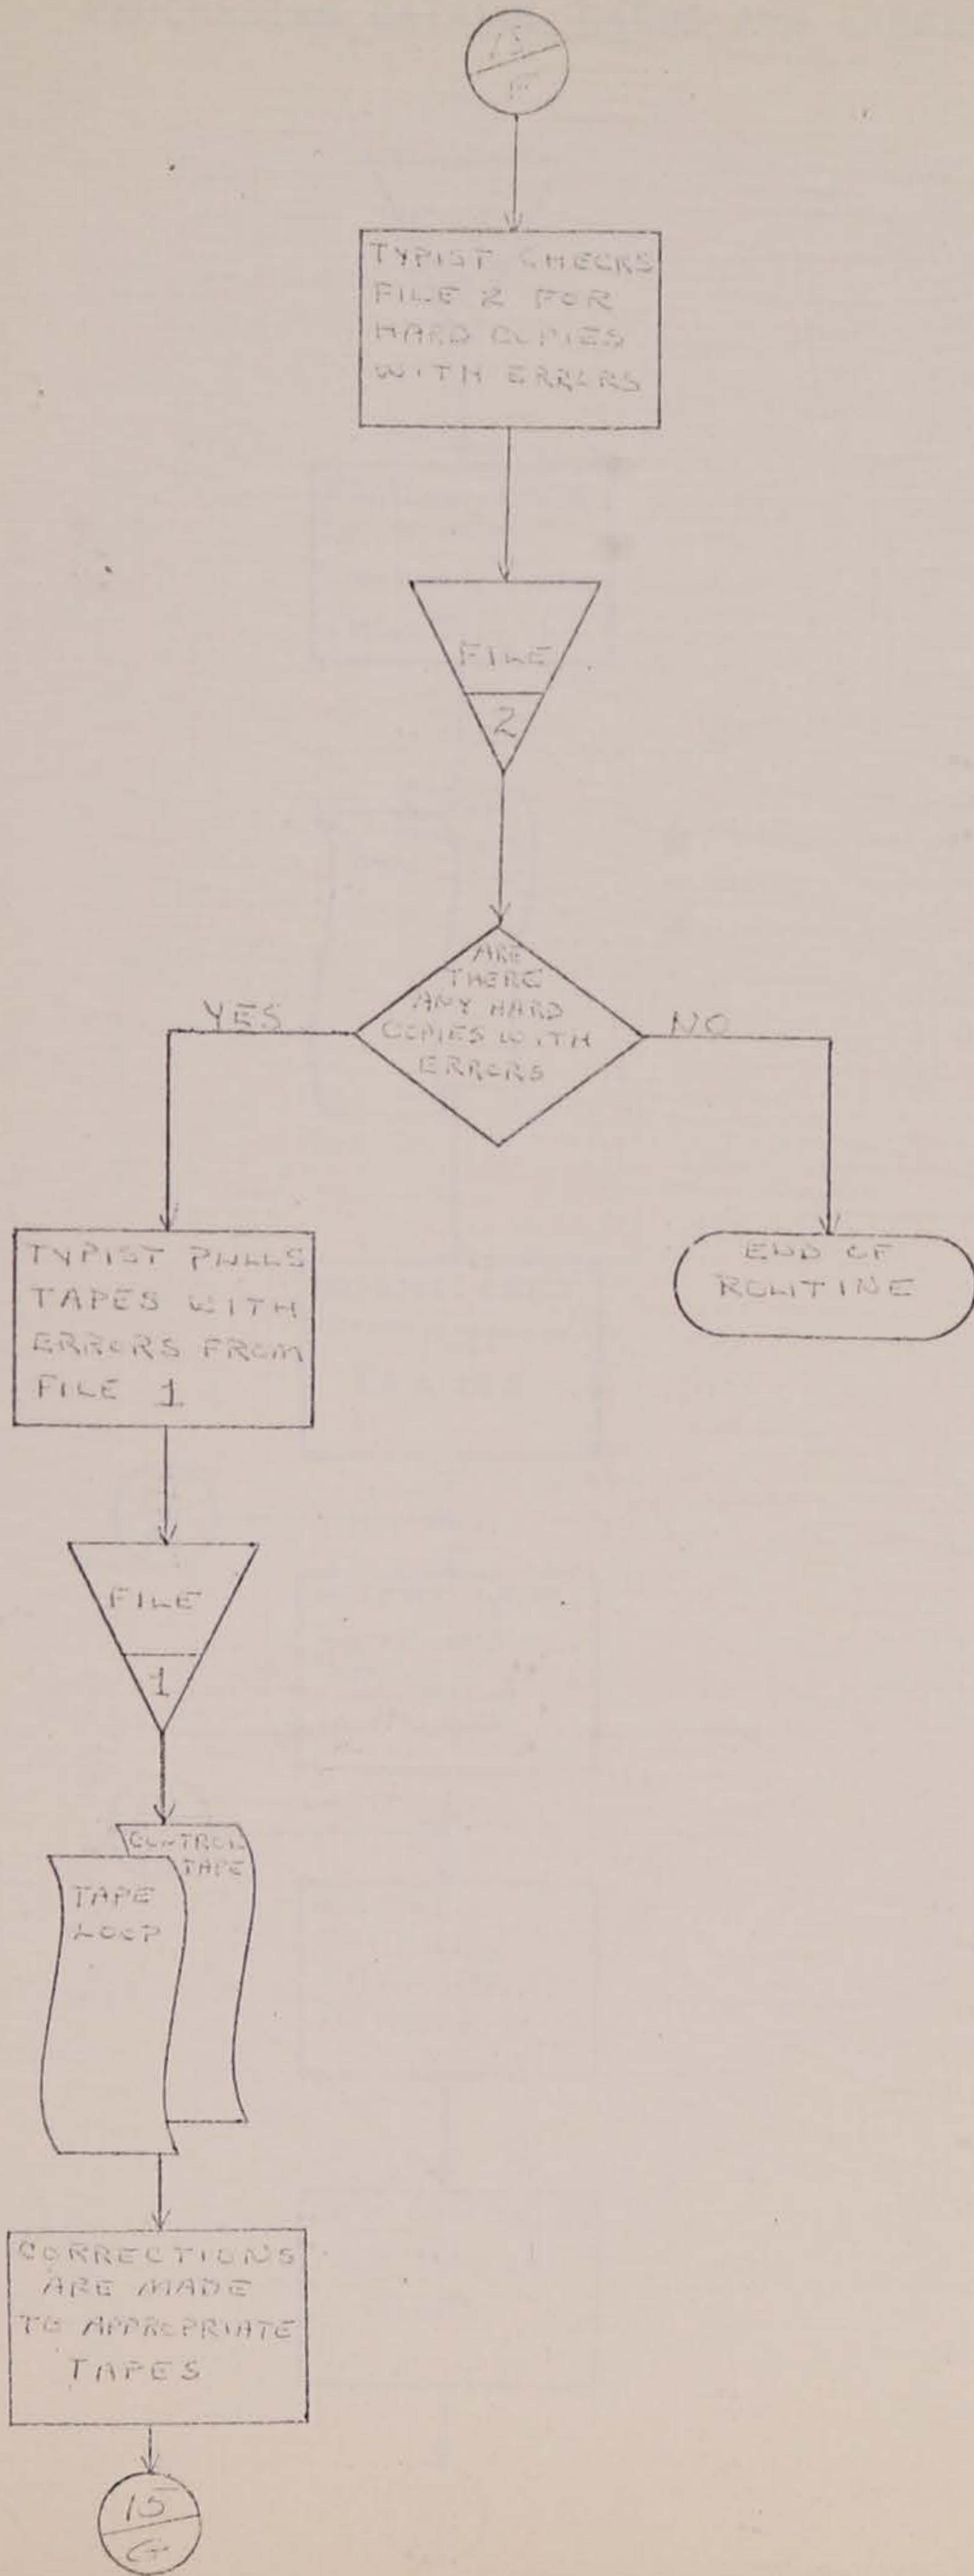 TYPIST CHECKS
FILE 2 FOR
HARD COPIES
WITH ERRORS
FILE
2
ARE
THERE
ANY HARD
COPIES WITH
ERRORS
YES
NO
TYPIST PULLS
TAPES WITH
ERRORS FROM
FILE 1
END OF
ROUTINE
FILE
1
CONTROL
TAPE
TAPE
LOOP
CORRECTIONS
ARE MADE
TO APPROPRIATE
TAPES
15
G